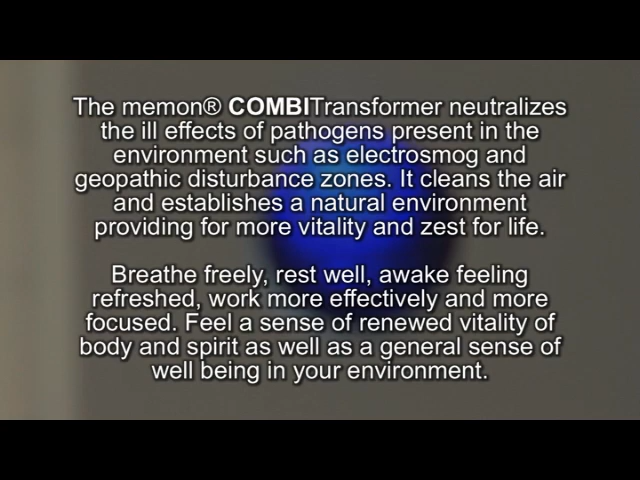 The memon® COMBITransformer neutralizes
the ill effects of pathogens present in the
environment such as electrosmog and
geopathic disturbance zones. It cleans the air
and establishes a natural environment
providing for more vitality and zest for life.
Breathe freely, rest well, awake feeling
refreshed, work more effectively and more
focused. Feel a sense of renewed vitality of
body and spirit as well as a general sense of
well being in your environment.